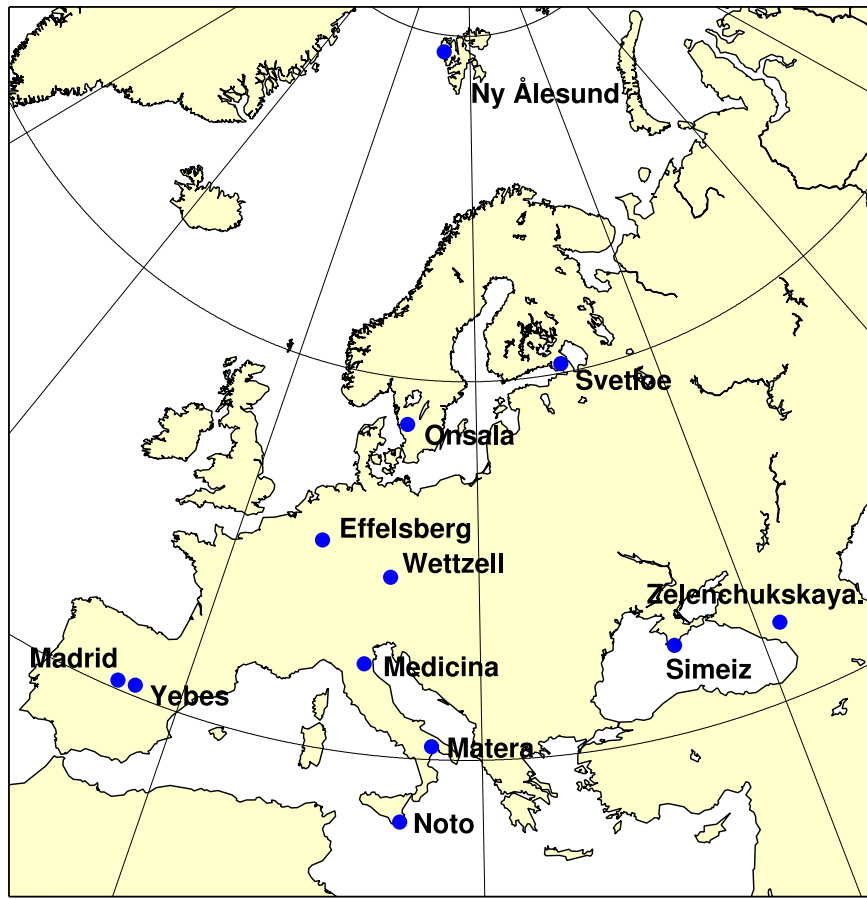 Ny Ålesund
Svetloe
Onsala
Effelsberg
Wettzell
Zelenchukskaya.
Madrid
Medicina
Simeiz
Yebes
Matera
Noto